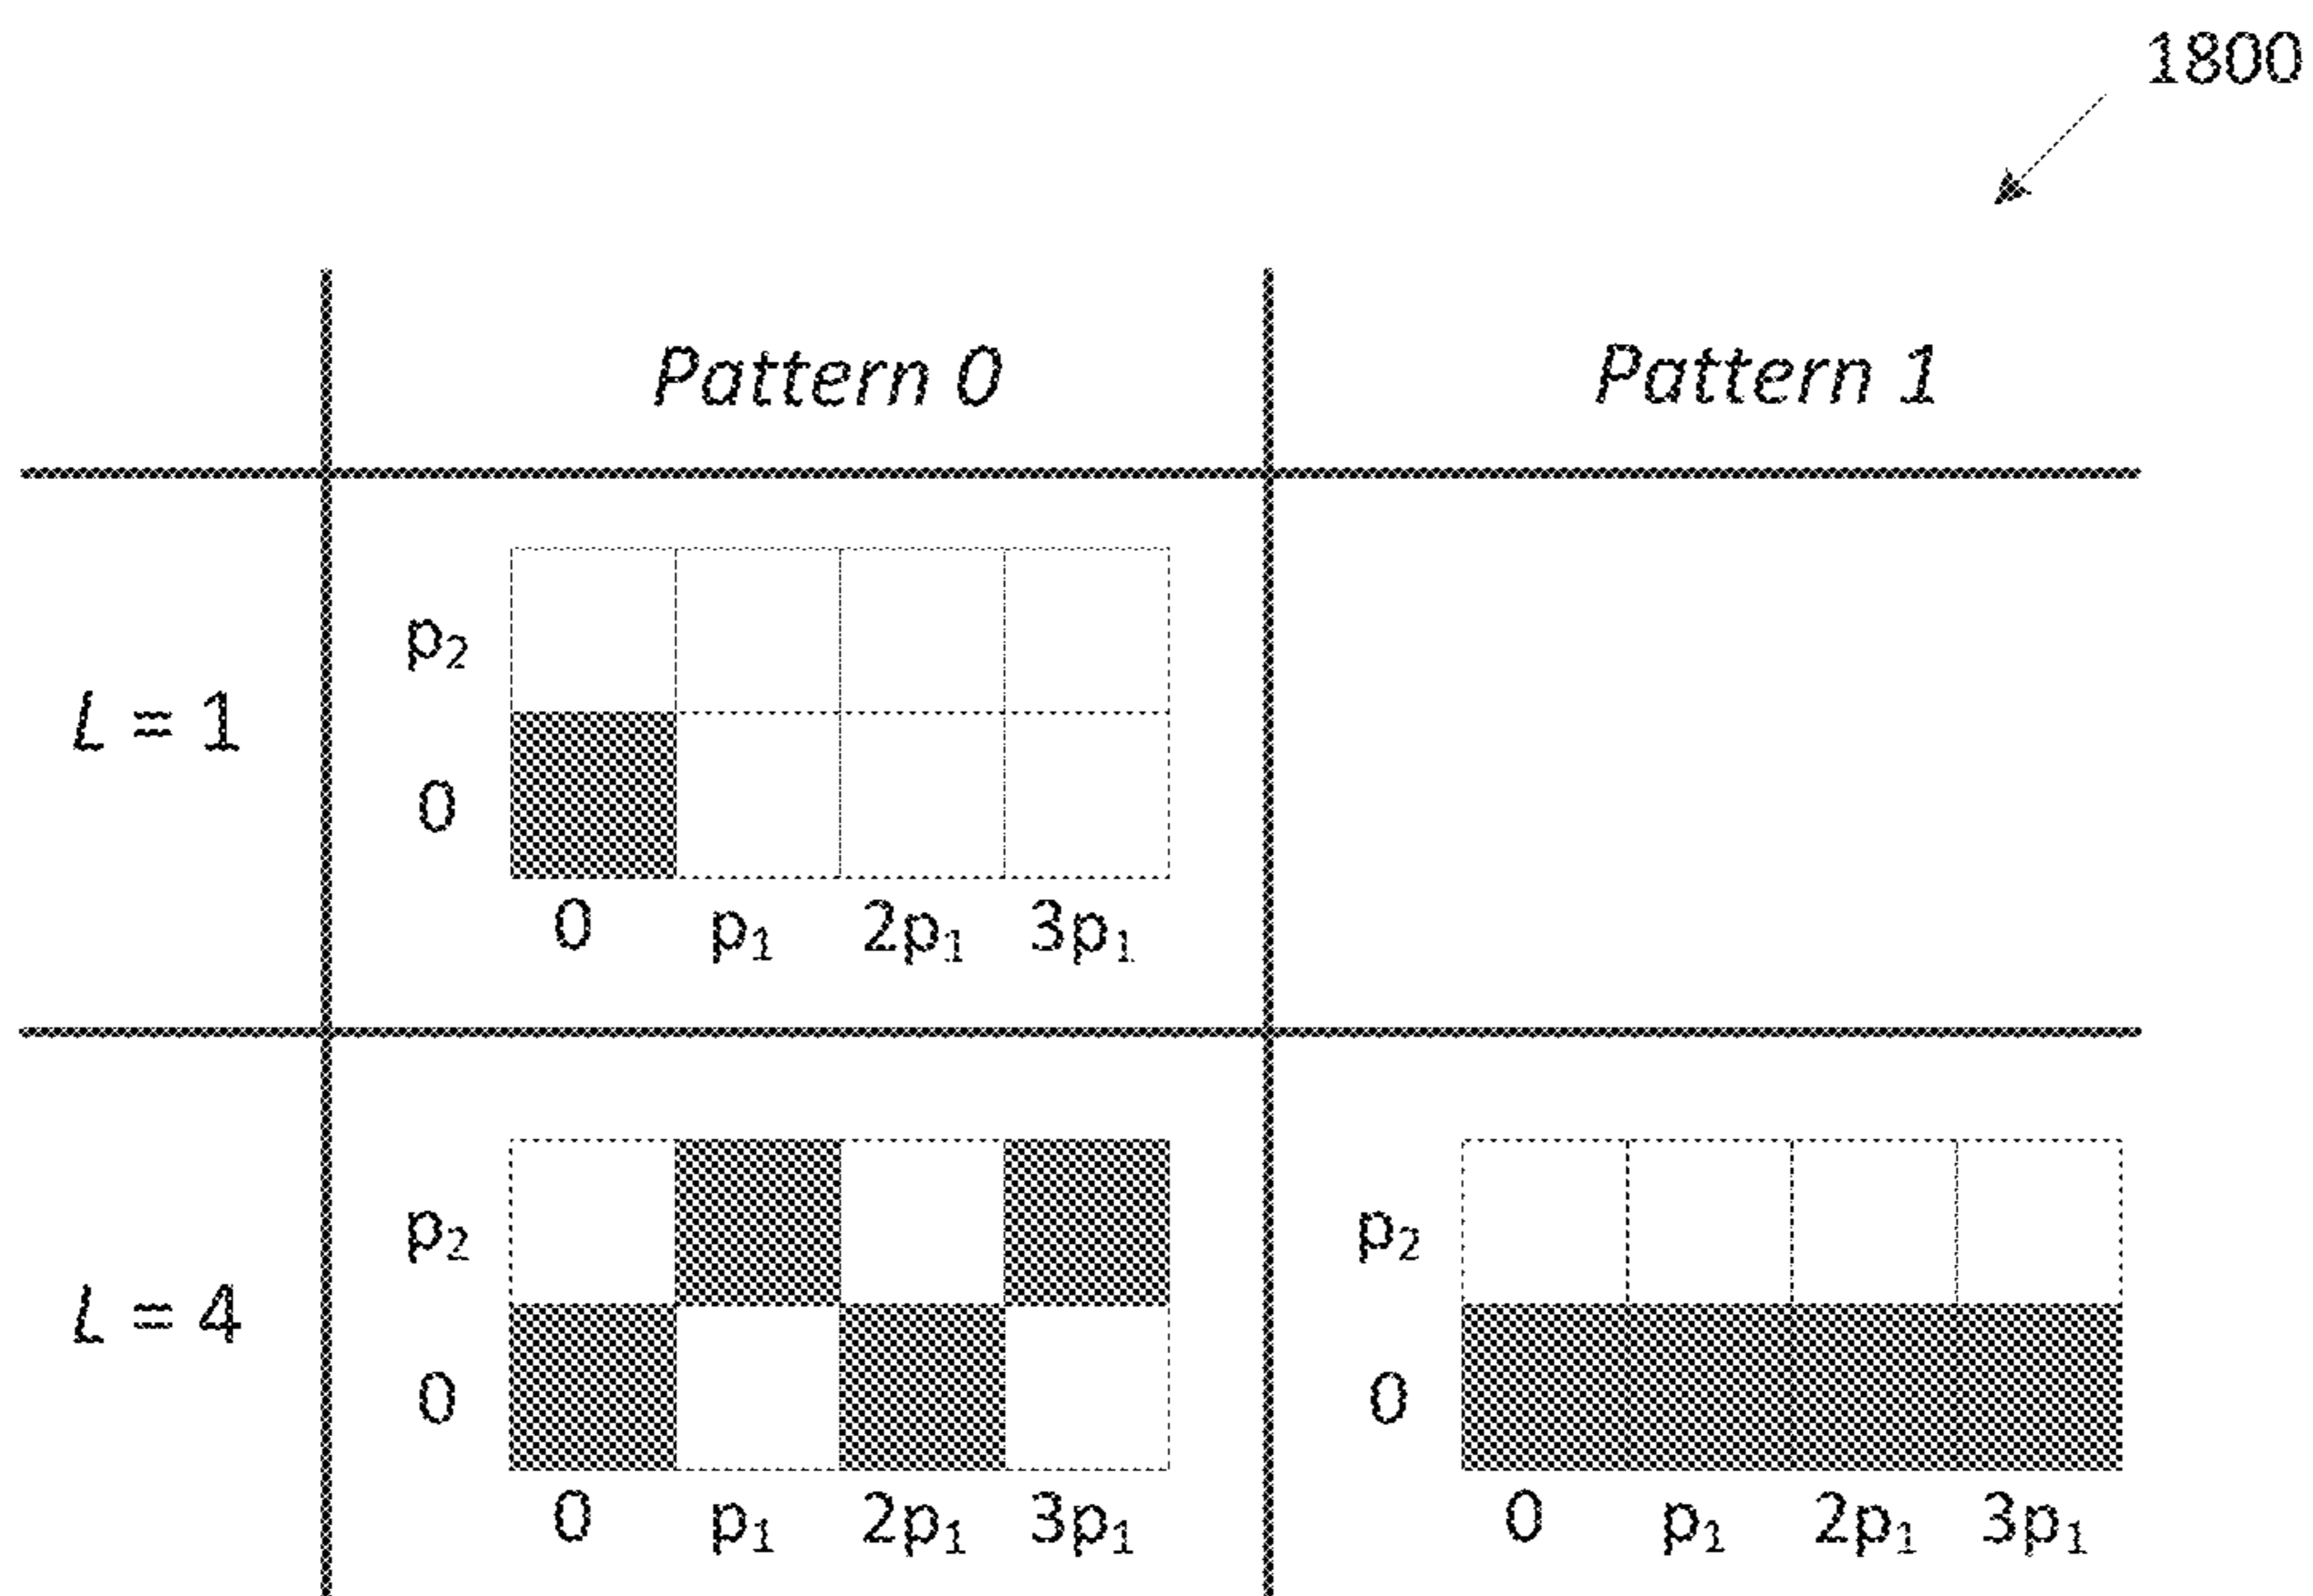 1800
Pattern 0 Pattern 1
L = 1
p₂
0
0 p₁ 2p₁ 3p₁
L = 4
p₂ p₂
0 0
0 p₁ 2p₁ 3p₁ 0 p₁ 2p₁ 3p₁